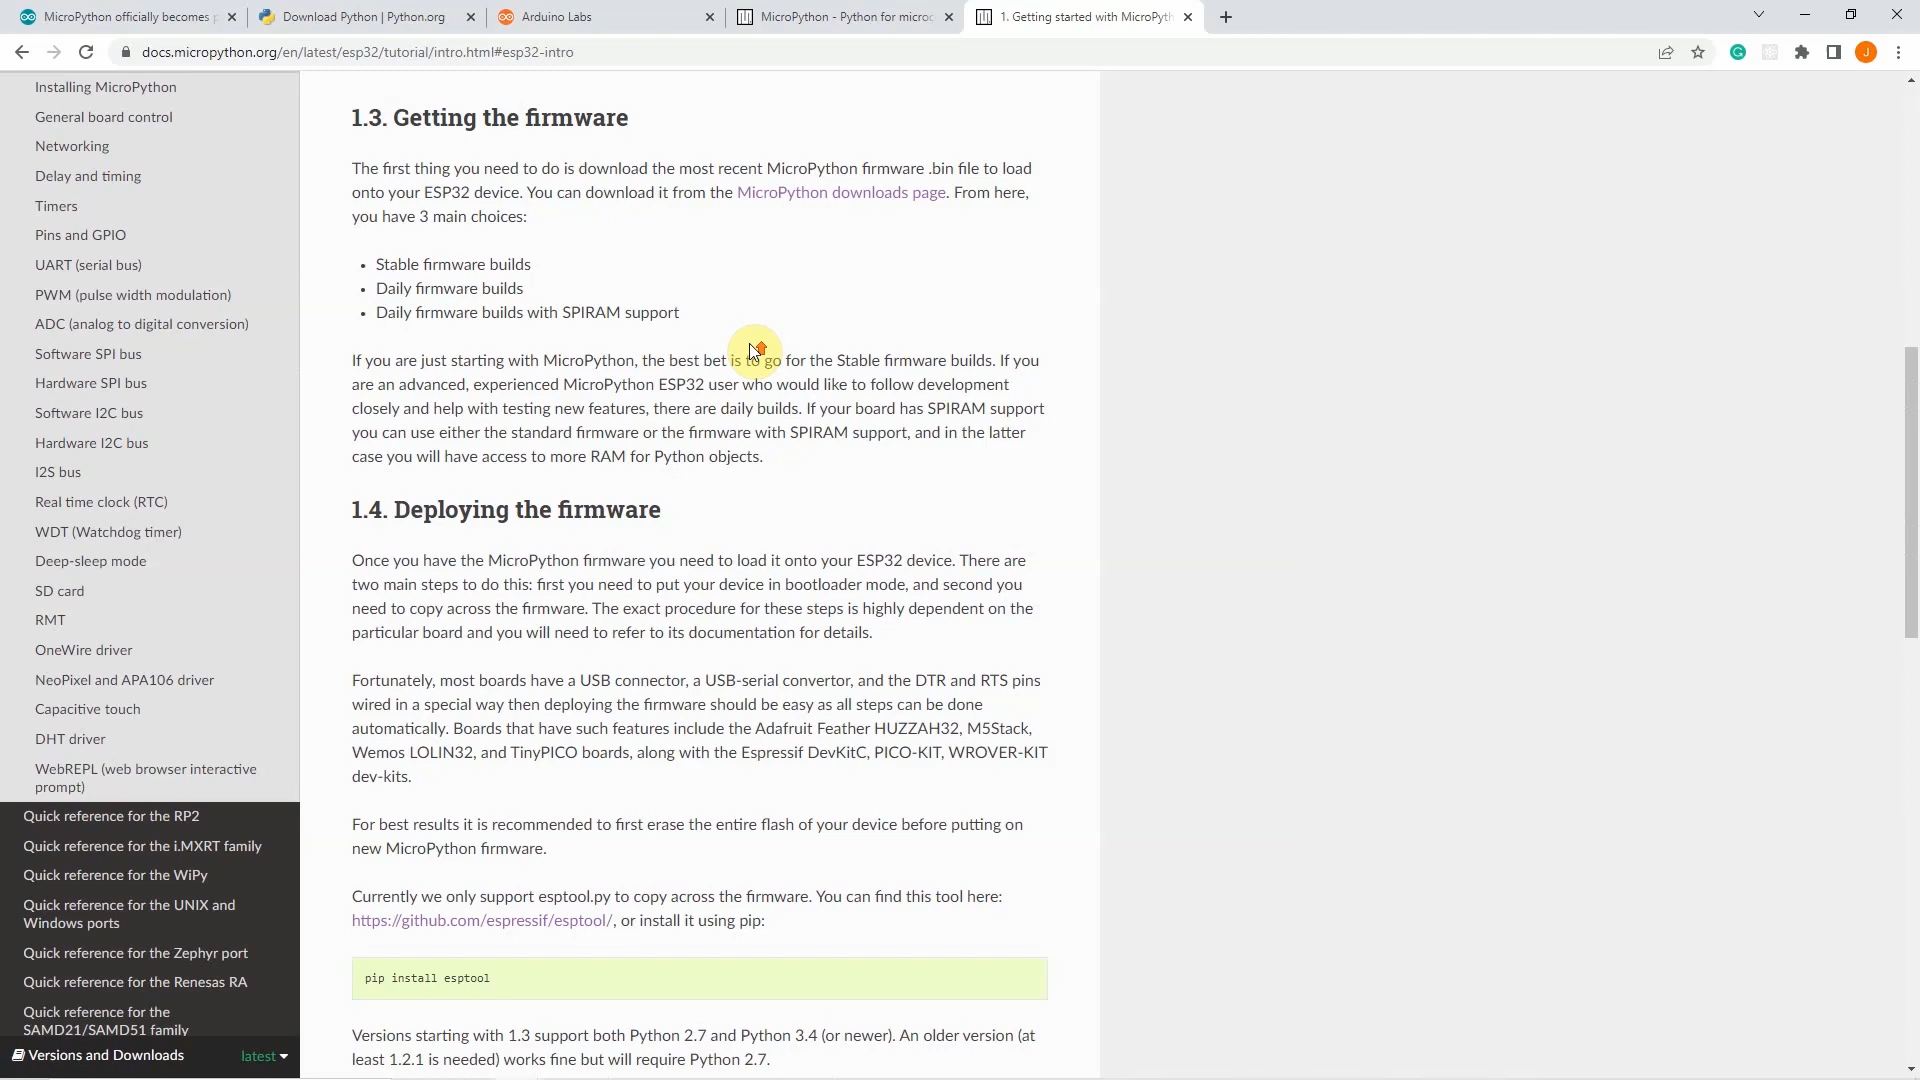 MicroPython officially becomes
Download Python | Python.org
Arduino Labs
MicroPython - Python for microc
1. Getting started with MicroPyth
docs.micropython.org/en/latest/esp32/tutorial/intro.html#esp32-intro
J
Installing MicroPython
General board control
Networking
Delay and timing
Timers
Pins and GPIO
UART (serial bus)
PWM (pulse width modulation)
ADC (analog to digital conversion)
Software SPI bus
Hardware SPI bus
Software I2C bus
Hardware I2C bus
I2S bus
Real time clock (RTC)
WDT (Watchdog timer)
Deep-sleep mode
SD card
RMT
OneWire driver
NeoPixel and APA106 driver
Capacitive touch
DHT driver
WebREPL (web browser interactive
prompt)
Quick reference for the RP2
Quick reference for the i.MXRT family
Quick reference for the WiPy
Quick reference for the UNIX and
Windows ports
Quick reference for the Zephyr port
Quick reference for the Renesas RA
Quick reference for the
SAMD21/SAMD51 family
Versions and Downloads latest
1.3. Getting the firmware
The first thing you need to do is download the most recent MicroPython firmware .bin file to load
onto your ESP32 device. You can download it from the MicroPython downloads page. From here,
you have 3 main choices:
• Stable firmware builds
• Daily firmware builds
• Daily firmware builds with SPIRAM support
If you are just starting with MicroPython, the best bet is to go for the Stable firmware builds. If you
are an advanced, experienced MicroPython ESP32 user who would like to follow development
closely and help with testing new features, there are daily builds. If your board has SPIRAM support
you can use either the standard firmware or the firmware with SPIRAM support, and in the latter
case you will have access to more RAM for Python objects.
1.4. Deploying the firmware
Once you have the MicroPython firmware you need to load it onto your ESP32 device. There are
two main steps to do this: first you need to put your device in bootloader mode, and second you
need to copy across the firmware. The exact procedure for these steps is highly dependent on the
particular board and you will need to refer to its documentation for details.
Fortunately, most boards have a USB connector, a USB-serial convertor, and the DTR and RTS pins
wired in a special way then deploying the firmware should be easy as all steps can be done
automatically. Boards that have such features include the Adafruit Feather HUZZAH32, M5Stack,
Wemos LOLIN32, and TinyPICO boards, along with the Espressif DevKitC, PICO-KIT, WROVER-KIT
dev-kits.
For best results it is recommended to first erase the entire flash of your device before putting on
new MicroPython firmware.
Currently we only support esptool.py to copy across the firmware. You can find this tool here:
https://github.com/espressif/esptool/, or install it using pip:
pip install esptool
Versions starting with 1.3 support both Python 2.7 and Python 3.4 (or newer). An older version (at
least 1.2.1 is needed) works fine but will require Python 2.7.